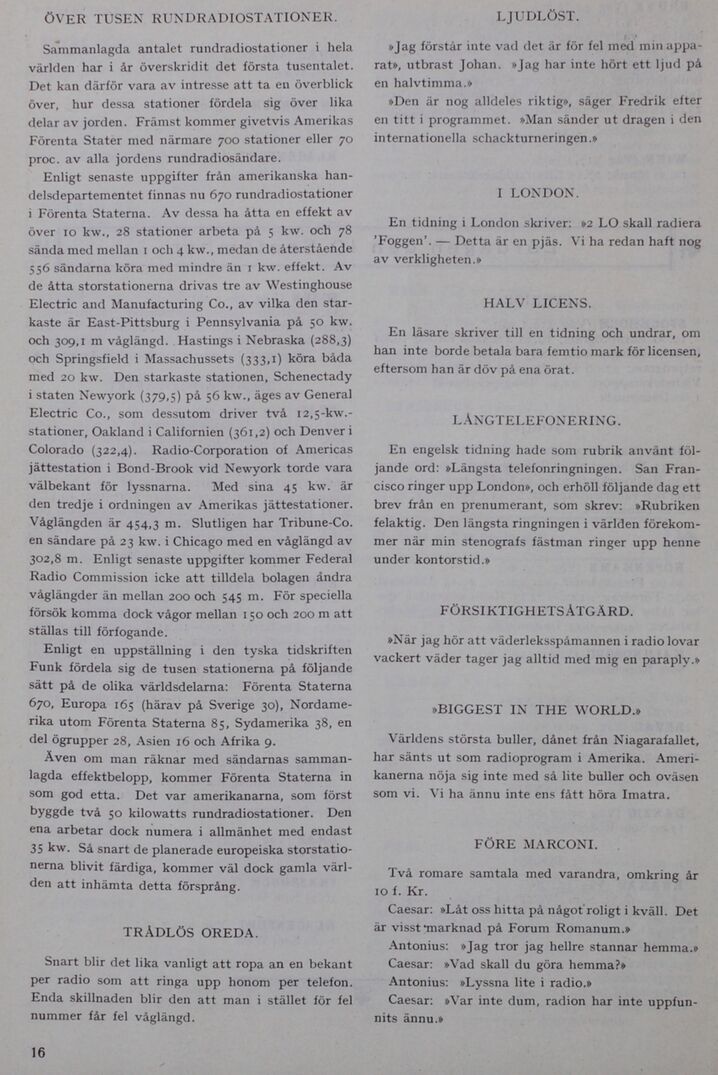 ÖVER TUSEN RUNDRADIOSTATIONER.
Sammanlagda antalet rundradiostationer i hela
världen har i år överskridit det första tusentalet.
Det kan därför vara av intresse att ta en överblick
över, hur dessa stationer fördela sig över lika
delar av jorden. Främst kommer givetvis Amerikas
Förenta Stater med närmare 700 stationer eller 70
proc. av alla jordens rundradiosändare.
Enligt senaste uppgifter från amerikanska han-
delsdepartementet finnas nu 670 rundradiostationer
i Förenta Staterna. Av dessa ha åtta en effekt av
över 10 kw., 28 stationer arbeta på 5 kw. och 78
sända med mellan 1 och 4 kw., medan de återstående
556 sändarna köra med mindre än 1 kw. effekt. Av
de åtta storstationerna drivas tre av Westinghouse
Electric and Manufacturing Co., av vilka den star-
kaste är East-Pittsburg i Pennsylvania på 50 kw.
och 309,1 m våglängd. Hastings i Nebraska (288,3)
och Springsfield i Massachussets (333,1) köra båda
med 20 kw. Den starkaste stationen, Schenectady
i staten Newyork (379,5) på 56 kw., äges av General
Electric Co., som dessutom driver två 12,5-kw.-
stationer, Oakland i Californien (361,2) och Denver i
Colorado (322,4). Radio-Corporation of Americas
jättestation i Bond-Brook vid Newyork torde vara
välbekant för lyssnarna. Med sina 45 kw. är
den tredje i ordningen av Amerikas jättestationer.
Våglängden är 454,3 m. Slutligen har Tribune-Co.
en sändare på 23 kw. i Chicago med en våglängd av
302,8 m. Enligt senaste uppgifter kommer Federal
Radio Commission icke att tilldela bolagen andra
våglängder än mellan 200 och 545 m. För speciella
försök komma dock vågor mellan 150 och 200 m att
ställas till förfogande.
Enligt en uppställning i den tyska tidskriften
Funk fördela sig de tusen stationerna på följande
sätt på de olika världsdelarna: Förenta Staterna
670, Europa 165 (härav på Sverige 30), Nordame-
rika utom Förenta Staterna 85, Sydamerika 38, en
del ögrupper 28, Asien 16 och Afrika 9.
Även om man räknar med sändarnas samman-
lagda effektbelopp, kommer Förenta Staterna in
som god etta. Det var amerikanarna, som först
byggde två 50 kilowatts rundradiostationer. Den
ena arbetar dock numera i allmänhet med endast
35 kw. Så snart de planerade europeiska storstatio-
nerna blivit färdiga, kommer väl dock gamla värl-
den att inhämta detta försprång.
TRÅDLÖS OREDA.
Snart blir det lika vanligt att ropa an en bekant
per radio som att ringa upp honom per telefon.
Enda skillnaden blir den att man i stället för fel
nummer får fel våglängd.
16
LJUDLÖST.
»Jag förstår inte vad det är för fel med min appa-
rat», utbrast Johan. »Jag har inte hört ett ljud på
en halvtimma.»
»Den är nog alldeles riktig», säger Fredrik efter
en titt i programmet. »Man sänder ut dragen i den
internationella schackturneringen.»
I LONDON.
En tidning i London skriver: »2 LO skall radiera
'Foggen'. — Detta är en pjäs. Vi ha redan haft nog
av verkligheten.»
HALV LICENS.
En läsare skriver till en tidning och undrar, om
han inte borde betala bara femtio mark för licensen,
eftersom han är döv på ena örat.
LÅNGTELEFONERING.
En engelsk tidning hade som rubrik använt föl-
jande ord: »Längsta telefonringningen. San Fran-
cisco ringer upp London», och erhöll följande dag ett
brev från en prenumerant, som skrev: »Rubriken
felaktig. Den längsta ringningen i världen förekom-
mer när min stenografs fästman ringer upp henne
under kontorstid.»
FÖRSIKTIGHETSÅTGÄRD.
»När jag hör att väderleksspåmannen i radio lovar
vackert väder tager jag alltid med mig en paraply.»
»BIGGEST IN THE WORLD.»
Världens största buller, dånet från Niagarafallet,
har sänts ut som radioprogram i Amerika. Ameri-
kanerna nöja sig inte med så lite buller och oväsen
som vi. Vi ha ännu inte ens fått höra Imatra.
FÖRE MARCONI.
Två romare samtala med varandra, omkring år
10 f. Kr.
Caesar: »Låt oss hitta på något roligt i kväll. Det
är visst marknad på Forum Romanum.»
Antonius: »Jag tror jag hellre stannar hemma.»
Caesar: »Vad skall du göra hemma?»
Antonius: »Lyssna lite i radio.»
Caesar: »Var inte dum, radion har inte uppfun-
nits ännu.»